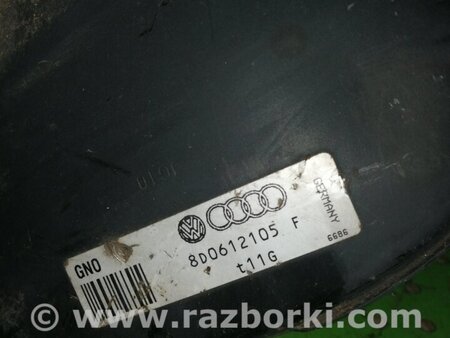 GNO
8D0612105 F
t11G
GERMANY
6686
© www.razborki.com/